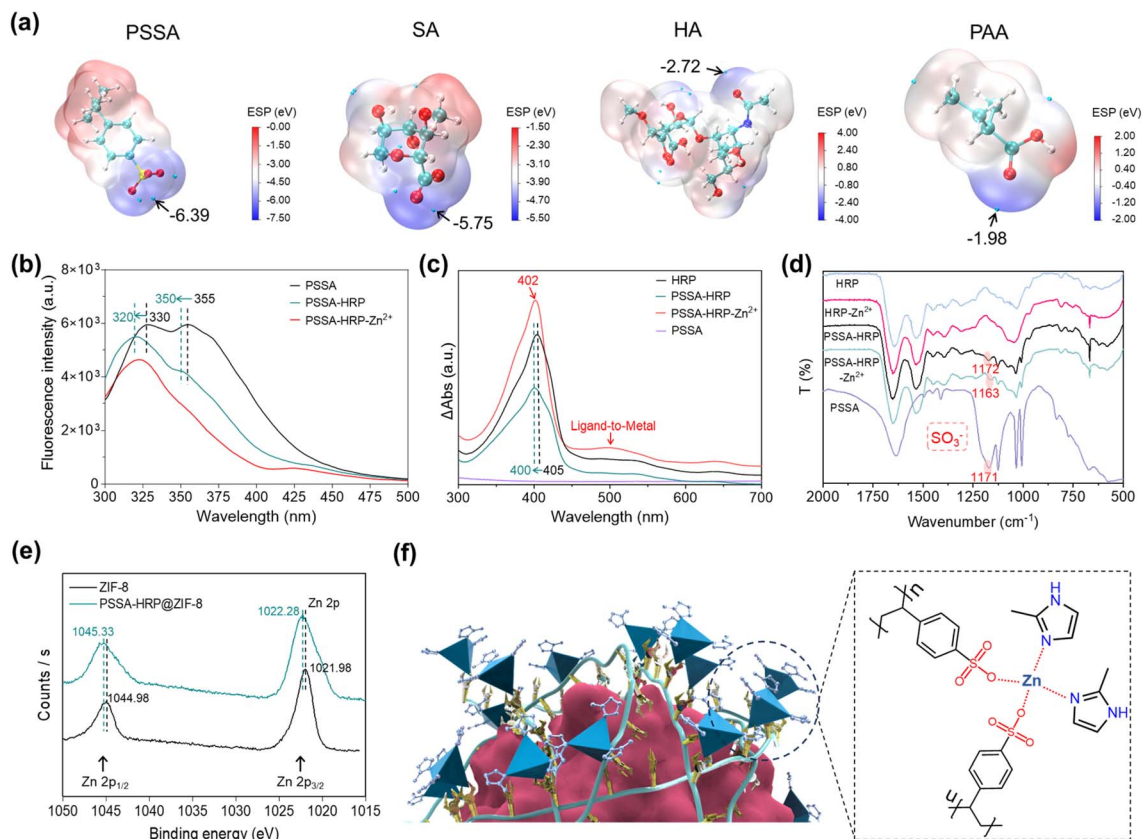 (a)
PSSA
SA
HA
PAA
ESP (eV)
-0.00
-1.50
-3.00
-4.50
-6.00
-7.50
-6.39
ESP (eV)
-1.50
-2.30
-3.10
-3.90
-4.70
-5.50
-5.75
-2.72
ESP (eV)
4.00
2.40
0.80
-0.80
-2.40
-4.00
ESP (eV)
2.00
1.20
0.40
-0.40
-1.20
-2.00
-1.98
(b)
8×10³
6×10³
4×10³
2×10³
0
Fluorescence intensity (a.u.)
350
355
320
330
PSSA
PSSA-HRP
PSSA-HRP-Zn²⁺
300
325
350
375
400
425
450
475
500
Wavelength (nm)
(c)
ΔAbs (a.u.)
402
HRP
PSSA-HRP
PSSA-HRP-Zn²⁺
PSSA
Ligand-to-Metal
400
405
300
400
500
600
700
Wavelength (nm)
(d)
T (%)
HRP
HRP-Zn²⁺
PSSA-HRP
PSSA-HRP
-Zn²⁺
PSSA
1172
1163
SO₃⁻
1171
2000
1750
1500
1250
1000
750
500
Wavenumber (cm⁻¹)
(e)
Counts / s
ZIF-8
PSSA-HRP@ZIF-8
1022.28
Zn 2p
1045.33
1021.98
1044.98
Zn 2p₁/₂
Zn 2p₃/₂
1050
1045
1040
1035
1030
1025
1020
1015
Binding energy (eV)
(f)
n
H
N
N
O
S
O
O
Zn
N
NH
O
O
S
O
n